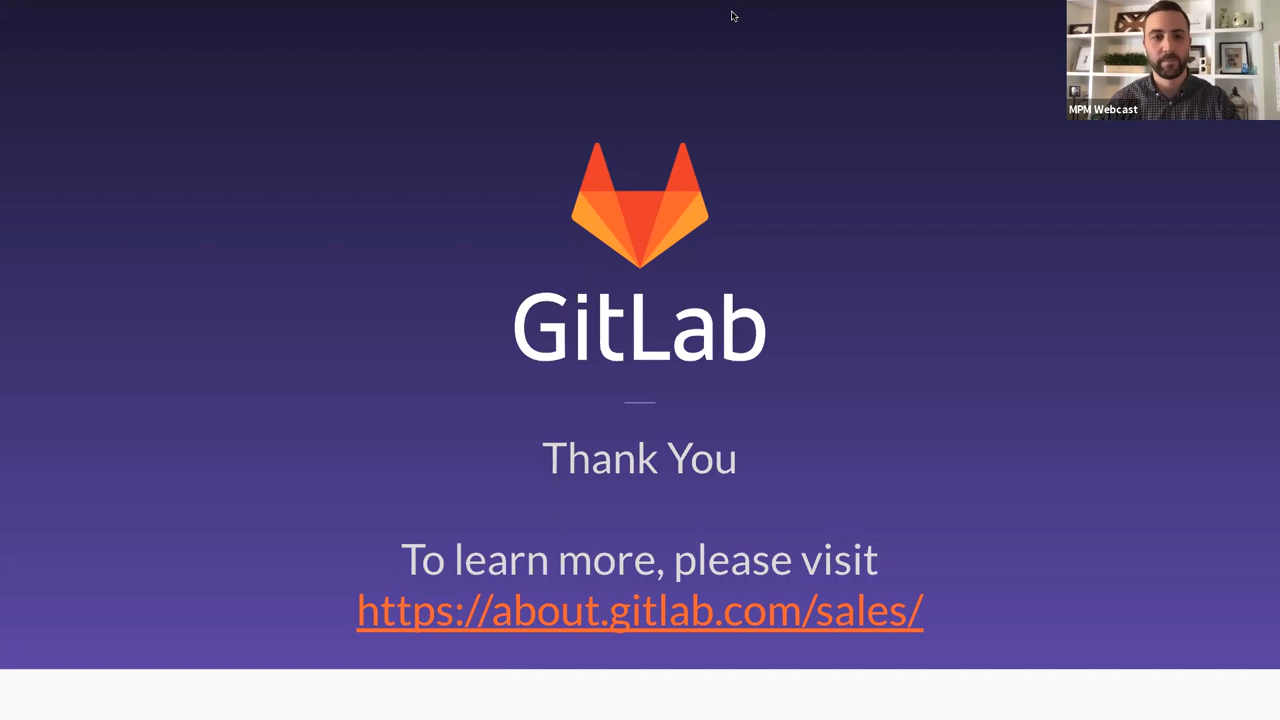 MPM Webcast
GitLab
Thank You
To learn more, please visit
https://about.gitlab.com/sales/